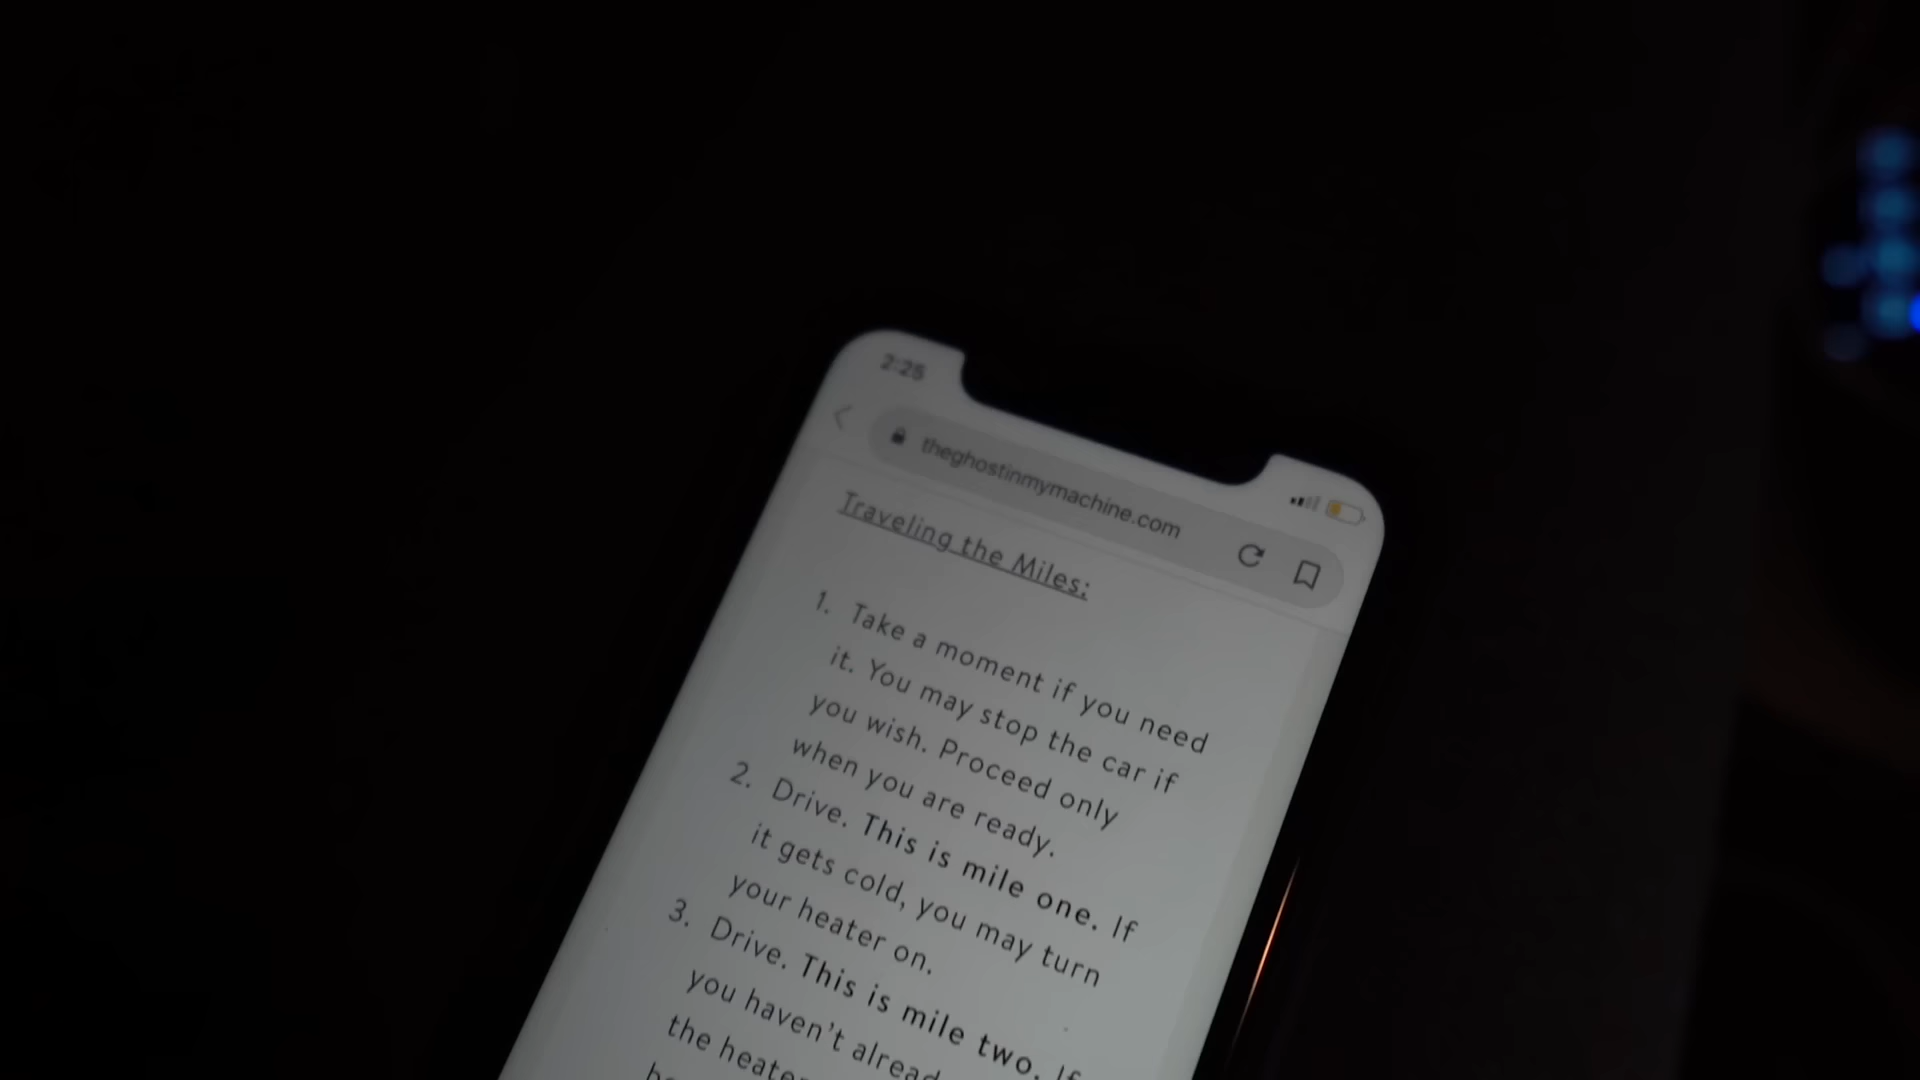 2:25
theghostinmymachine.com
Traveling the Miles:
1. Take a moment if you need
it. You may stop the car if
you wish. Proceed only
when you are ready.
2. Drive. This is mile one. If
it gets cold, you may turn
your heater on.
3. Drive. This is mile two. If
you haven't
the